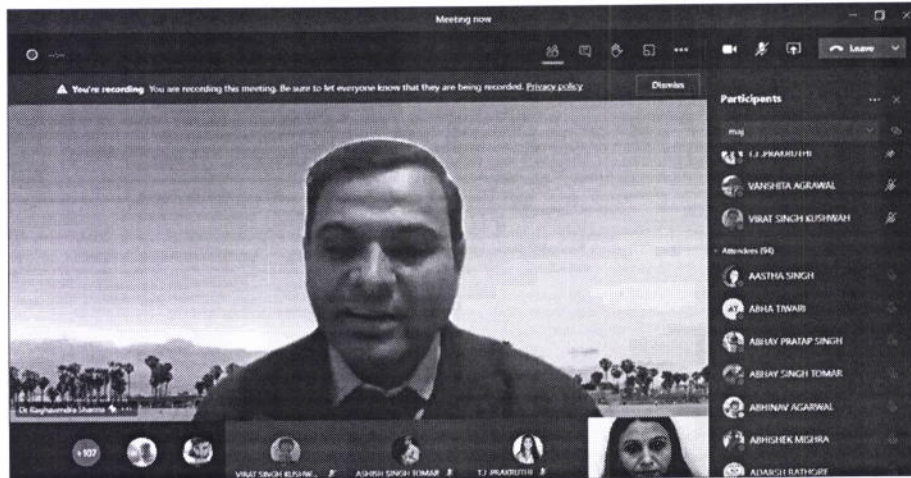 Meeting now
--:--
Leave
You're recording You are recording this meeting. Be sure to let everyone know that they are being recorded. Privacy policy
Dismiss
Participants
maj
T.J PRAKRUTHI
VANSHITA AGRAWAL
VIRAT SINGH KUSHWAH
Attendees (94)
AASTHA SINGH
AT ABHA TIWARI
ABHAY PRATAP SINGH
ABHAY SINGH TOMAR
ABHINAV AGARWAL
ABHISHEK MISHRA
ADARSH RATHORE
Dr Raghavendra Sharma
+107
VIRAT SINGH KUSHW...
ASHISH SINGH TOMAR
T.J PRAKRUTHI